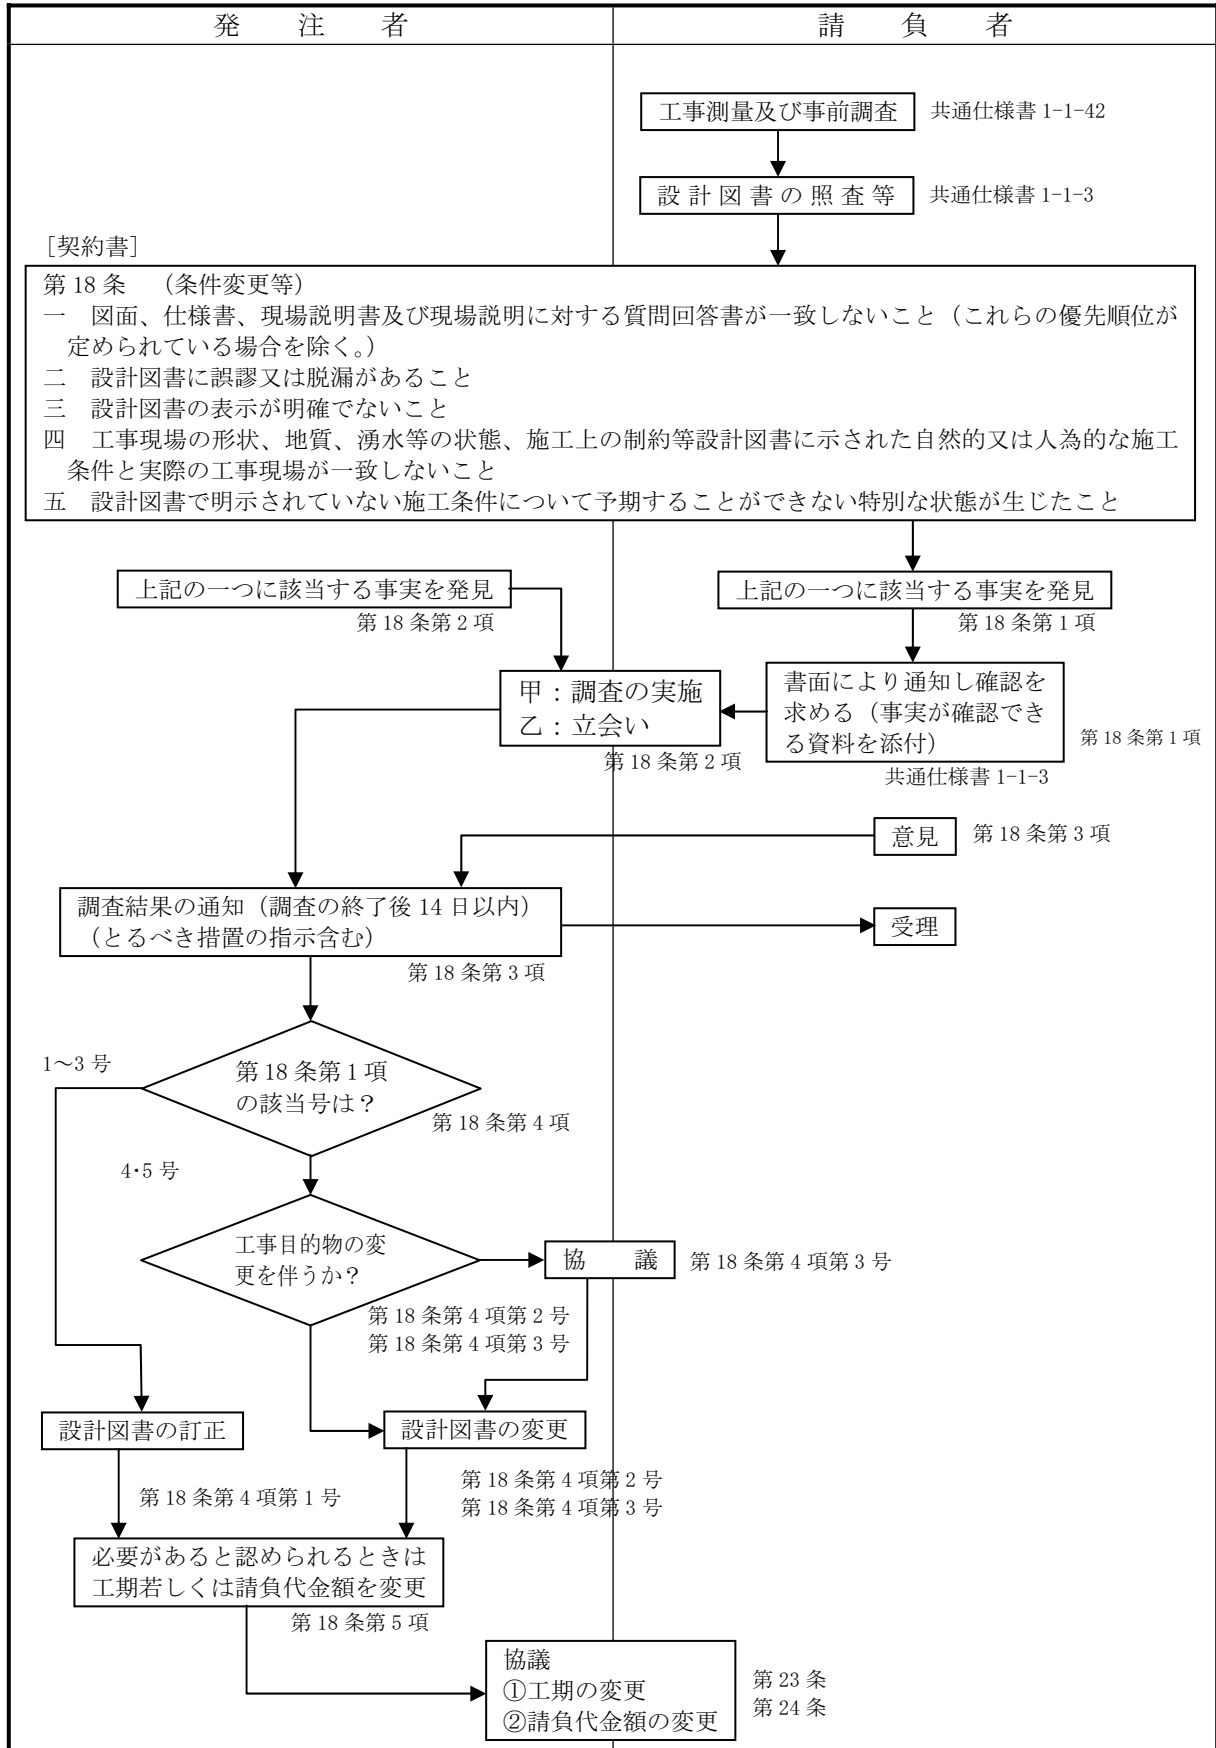 発　注　者
請　負　者
工事測量及び事前調査
共通仕様書 1-1-42
設計図書の照査等
共通仕様書 1-1-3
［契約書］
第 18 条　（条件変更等）
一　図面、仕様書、現場説明書及び現場説明に対する質問回答書が一致しないこと（これらの優先順位が
定められている場合を除く。）
二　設計図書に誤謬又は脱漏があること
三　設計図書の表示が明確でないこと
四　工事現場の形状、地質、湧水等の状態、施工上の制約等設計図書に示された自然的又は人為的な施工
条件と実際の工事現場が一致しないこと
五　設計図書で明示されていない施工条件について予期することができない特別な状態が生じたこと
上記の一つに該当する事実を発見
第 18 条第 2 項
上記の一つに該当する事実を発見
第 18 条第 1 項
甲：調査の実施
乙：立会い
第 18 条第 2 項
書面により通知し確認を
求める（事実が確認でき
る資料を添付）
第 18 条第 1 項
共通仕様書 1-1-3
意見
第 18 条第 3 項
調査結果の通知（調査の終了後 14 日以内）
（とるべき措置の指示含む）
第 18 条第 3 項
受理
1～3 号
第 18 条第 1 項
の該当号は？
第 18 条第 4 項
4・5 号
工事目的物の変
更を伴うか？
協　議
第 18 条第 4 項第 3 号
第 18 条第 4 項第 2 号
第 18 条第 4 項第 3 号
設計図書の訂正
設計図書の変更
第 18 条第 4 項第 1 号
第 18 条第 4 項第 2 号
第 18 条第 4 項第 3 号
必要があると認められるときは
工期若しくは請負代金額を変更
第 18 条第 5 項
協議
①工期の変更
②請負代金額の変更
第 23 条
第 24 条